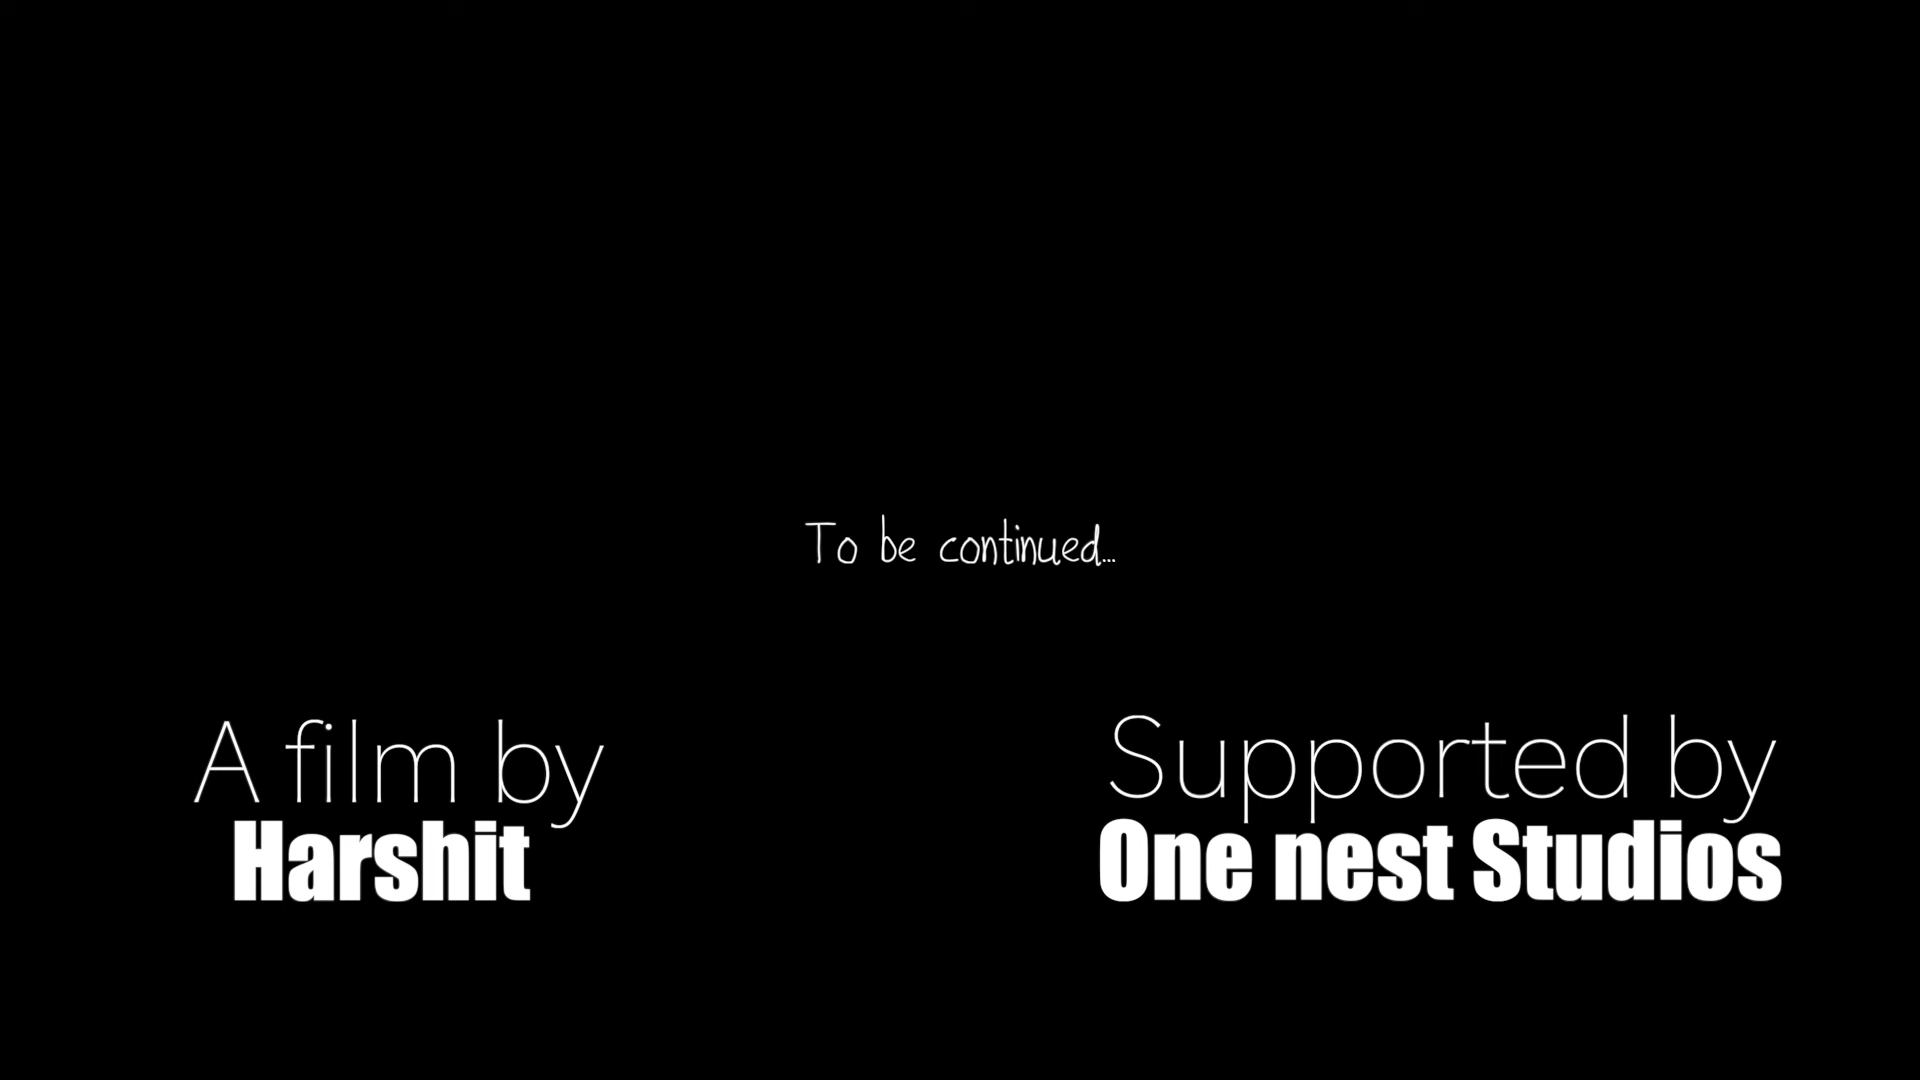 To be continued...
A film by
Harshit
Supported by
One nest Studios